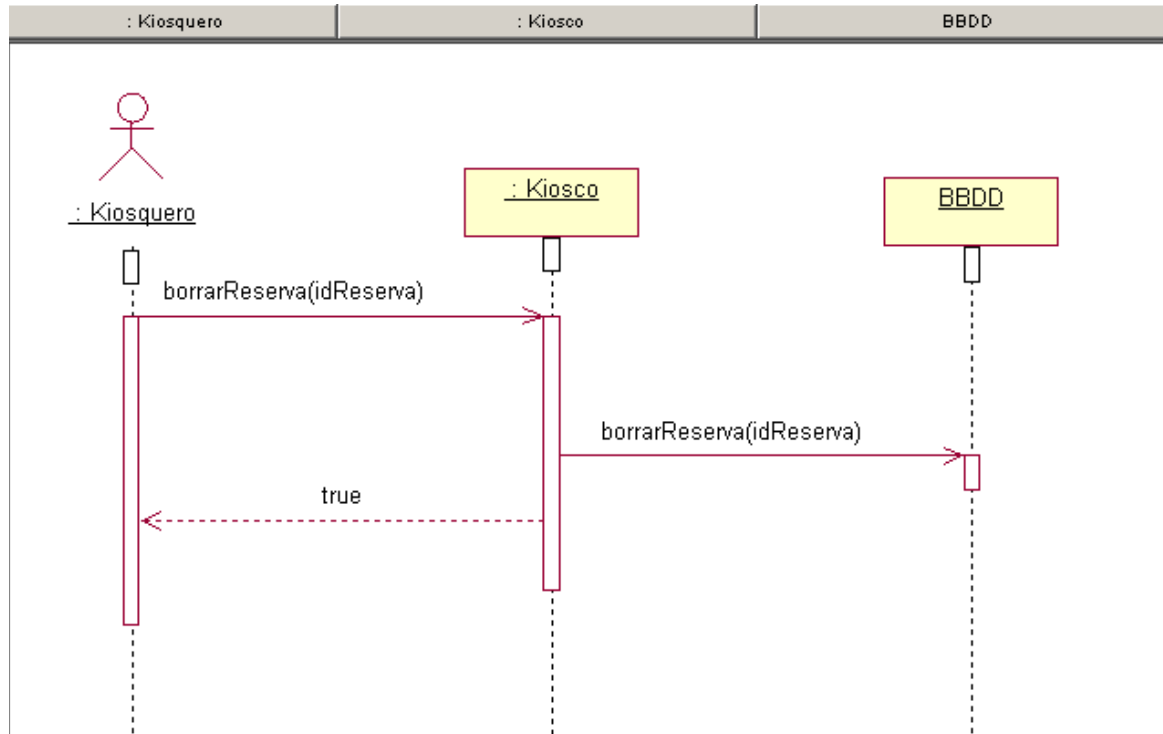 : Kiosquero
: Kiosco
BBDD
: Kiosquero
: Kiosco
BBDD
borrarReserva(idReserva)
borrarReserva(idReserva)
true